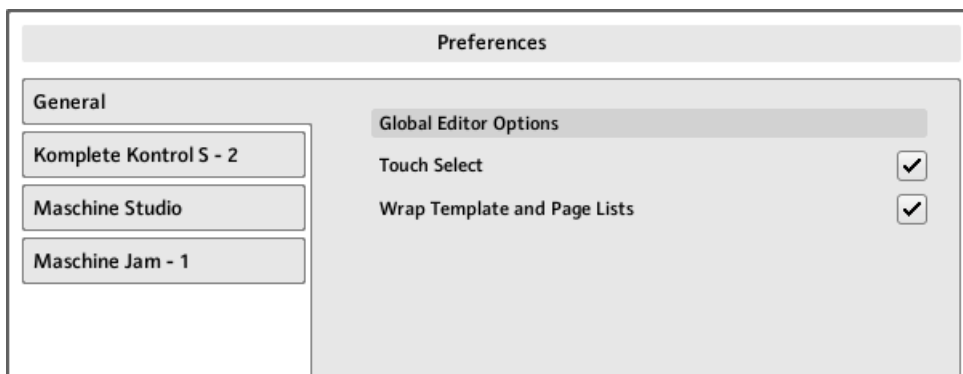 Preferences
General
Komplete Kontrol S - 2
Maschine Studio
Maschine Jam - 1
Global Editor Options
Touch Select
Wrap Template and Page Lists